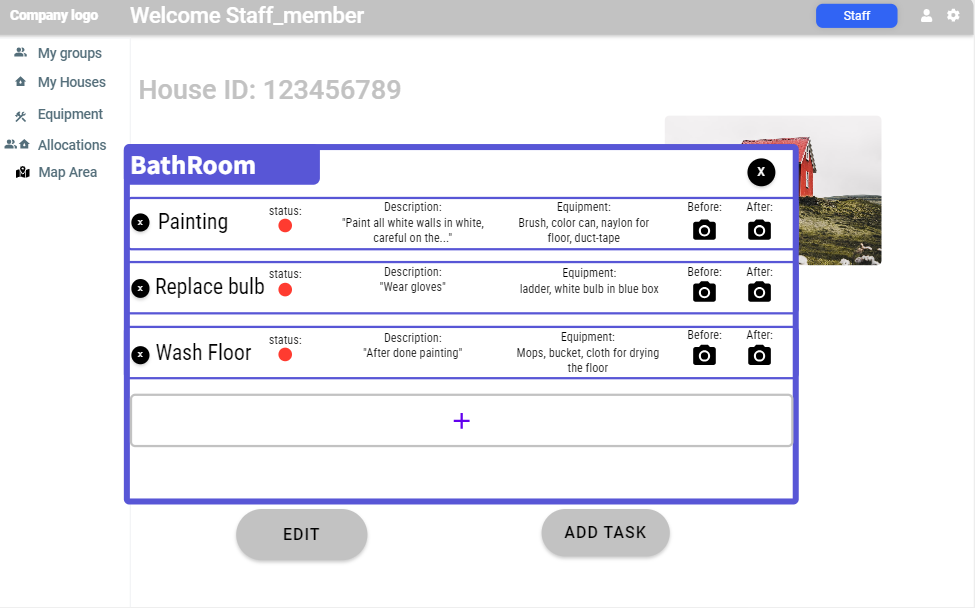 Company logo
Welcome Staff_member
Staff
My groups
My Houses
Equipment
Allocations
Map Area
House ID: 123456789
BathRoom
X
x
Painting
status:
Description:
"Paint all white walls in white,
careful on the..."
Equipment:
Brush, color can, naylon for
floor, duct-tape
Before:
After:
x
Replace bulb
status:
Description:
"Wear gloves"
Equipment:
ladder, white bulb in blue box
Before:
After:
x
Wash Floor
status:
Description:
"After done painting"
Equipment:
Mops, bucket, cloth for drying
the floor
Before:
After:
+
EDIT
ADD TASK